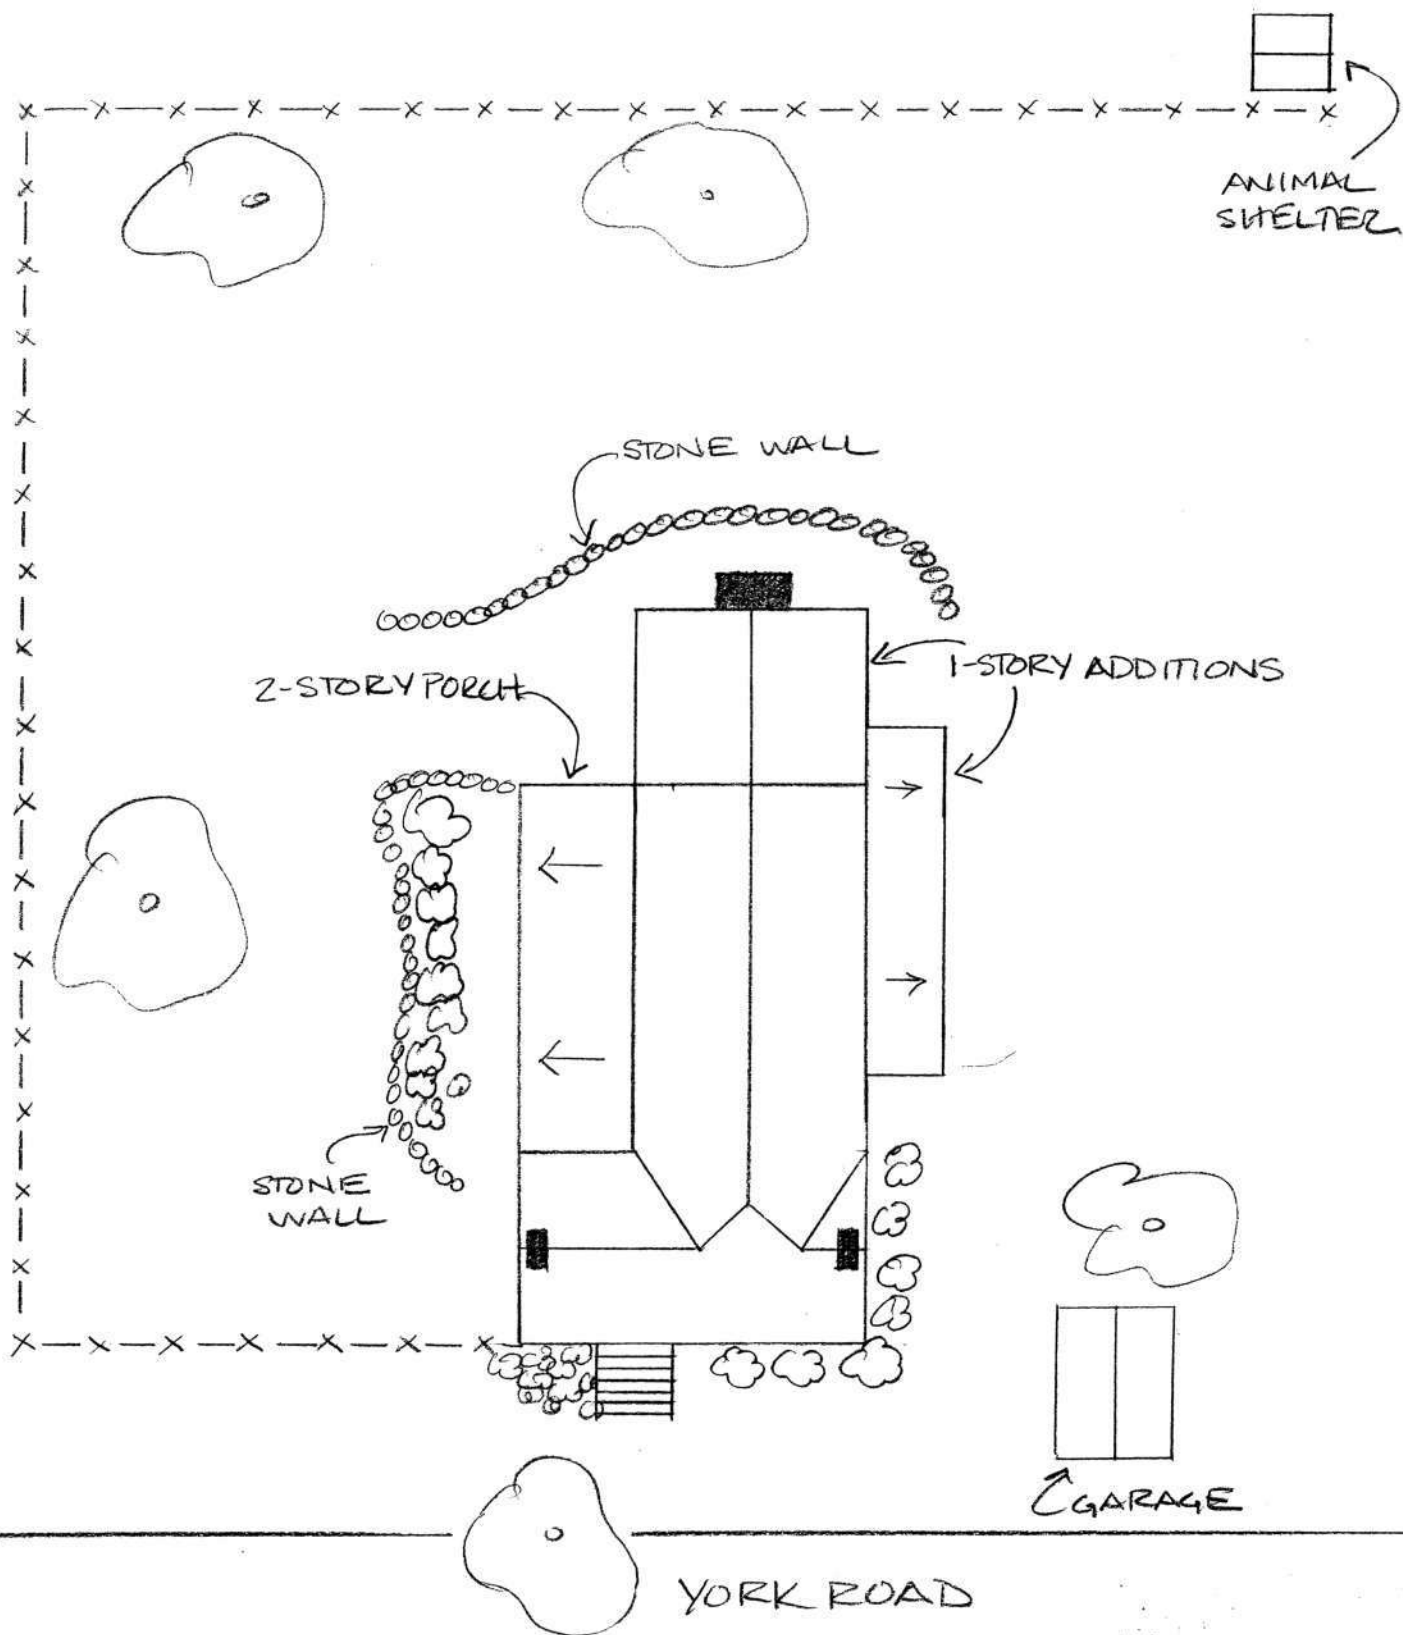 ANIMAL
SHELTER
STONE WALL
1-STORY ADDITIONS
2-STORY PORCH
STONE
WALL
GARAGE
YORK ROAD